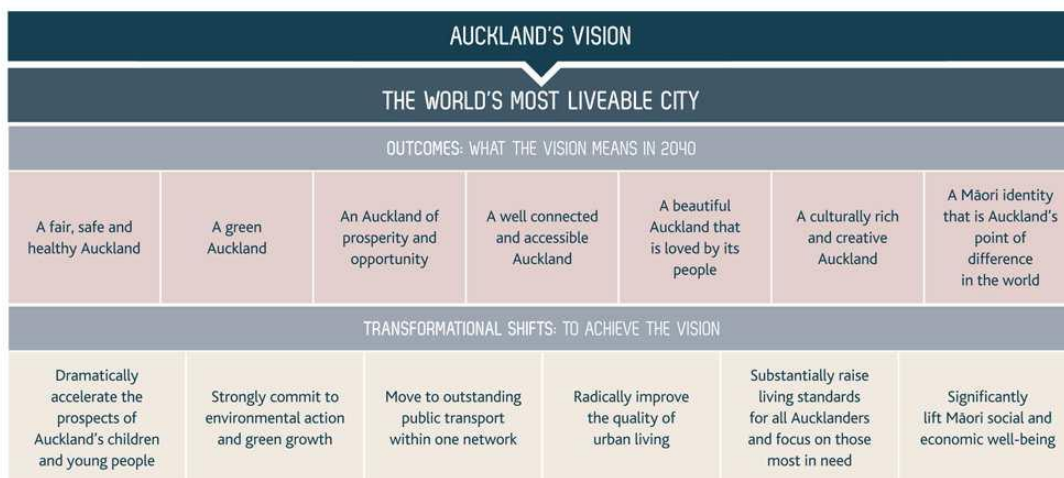 AUCKLAND'S VISION
THE WORLD'S MOST LIVEABLE CITY
OUTCOMES: WHAT THE VISION MEANS IN 2040
A fair, safe and
healthy Auckland
A green
Auckland
An Auckland of
prosperity and
opportunity
A well connected
and accessible
Auckland
A beautiful
Auckland that
is loved by its
people
A culturally rich
and creative
Auckland
A Māori identity
that is Auckland's
point of
difference
in the world
TRANSFORMATIONAL SHIFTS: TO ACHIEVE THE VISION
Dramatically
accelerate the
prospects of
Auckland's children
and young people
Strongly commit to
environmental action
and green growth
Move to outstanding
public transport
within one network
Radically improve
the quality of
urban living
Substantially raise
living standards
for all Aucklanders
and focus on those
most in need
Significantly
lift Māori social and
economic well-being